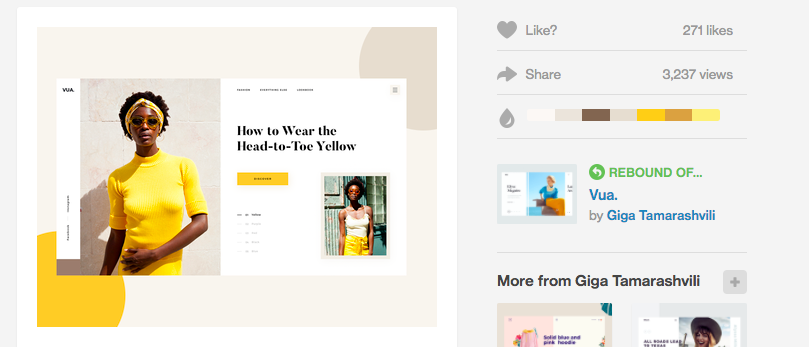 VUA.
FASHION EVERYTHING ELSE LOOKBOOK
How to Wear the
Head-to-Toe Yellow
DISCOVER
Instagram
Facebook
Like?
271 likes
Share
3,237 views
REBOUND OF...
Vua.
by Giga Tamarashvili
More from Giga Tamarashvili
Solid blue and
pink hoodie
ALL ROADS LEAD
TO TEXAS